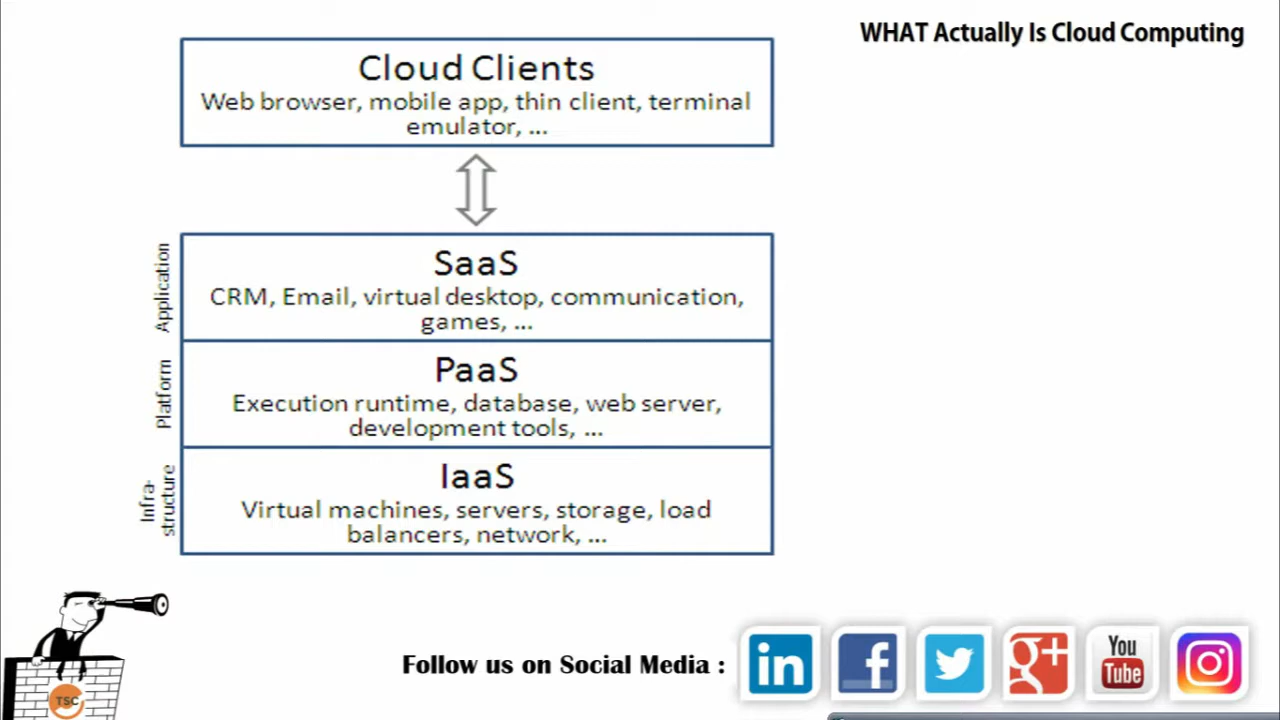 WHAT Actually Is Cloud Computing
Cloud Clients
Web browser, mobile app, thin client, terminal
emulator, ...
Application
SaaS
CRM, Email, virtual desktop, communication,
games, ...
Platform
PaaS
Execution runtime, database, web server,
development tools, ...
Infra-
structure
IaaS
Virtual machines, servers, storage, load
balancers, network, ...
TSC
Follow us on Social Media :
in
f
g+
You
Tube